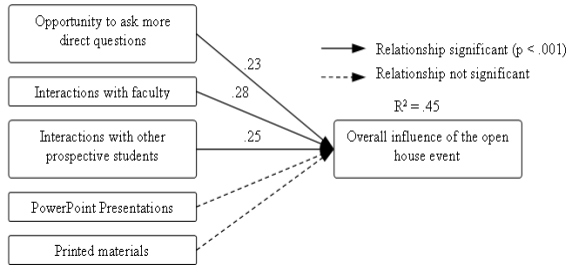 Opportunity to ask more
direct questions
.23
Relationship significant (p < .001)
Relationship not significant
Interactions with faculty
.28
R² = .45
Interactions with other
prospective students
.25
Overall influence of the open
house event
PowerPoint Presentations
Printed materials